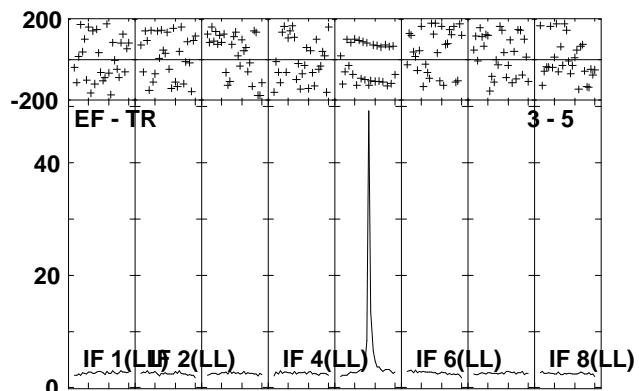 200
-200
EF - TR
3 - 5
40
20
0
IF 1(LL) IF 2(LL) IF 4(LL) IF 6(LL) IF 8(LL)